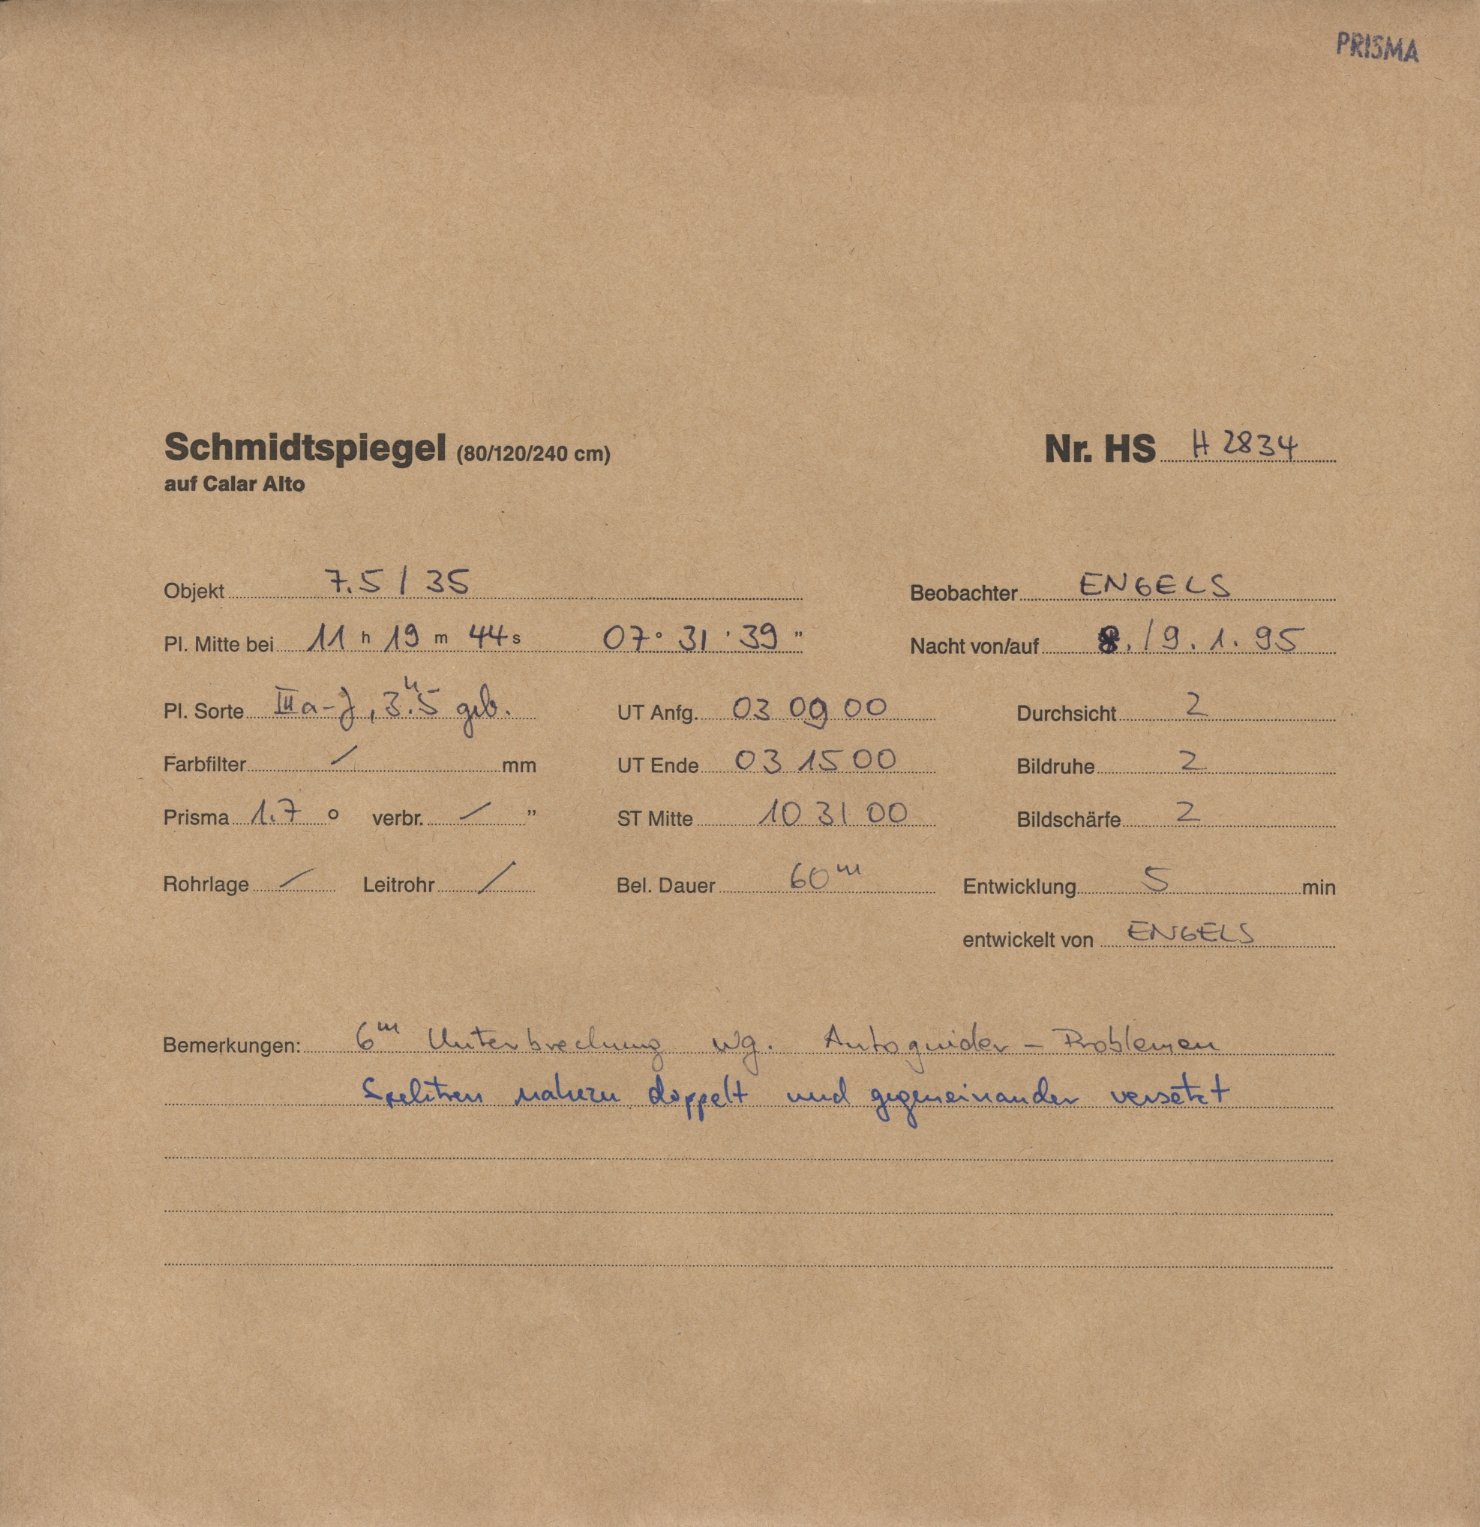 PRISMA
Schmidtspiegel (80/120/240 cm) Nr. HS H 2834
auf Calar Alto
Objekt 7.5 / 35 Beobachter ENGELS
Pl. Mitte bei 11 h 19 m 44 s 07° 31 ' 39 " Nacht von/auf 8. / 9. 1. 95
Pl. Sorte IIIa-J, 3.ʰ5 geb. UT Anfg. 03 09 00 Durchsicht 2
Farbfilter / mm UT Ende 03 15 00 Bildruhe 2
Prisma 1.7 ° verbr. / " ST Mitte 10 31 00 Bildschärfe 2
Rohrlage / Leitrohr / Bel. Dauer 60ᵐ Entwicklung 5 min
entwickelt von ENGELS
Bemerkungen: 6ᵐ Unterbrechung wg. Autoguider - Problemen
Spektren doppelt und gegeneinander versetzt